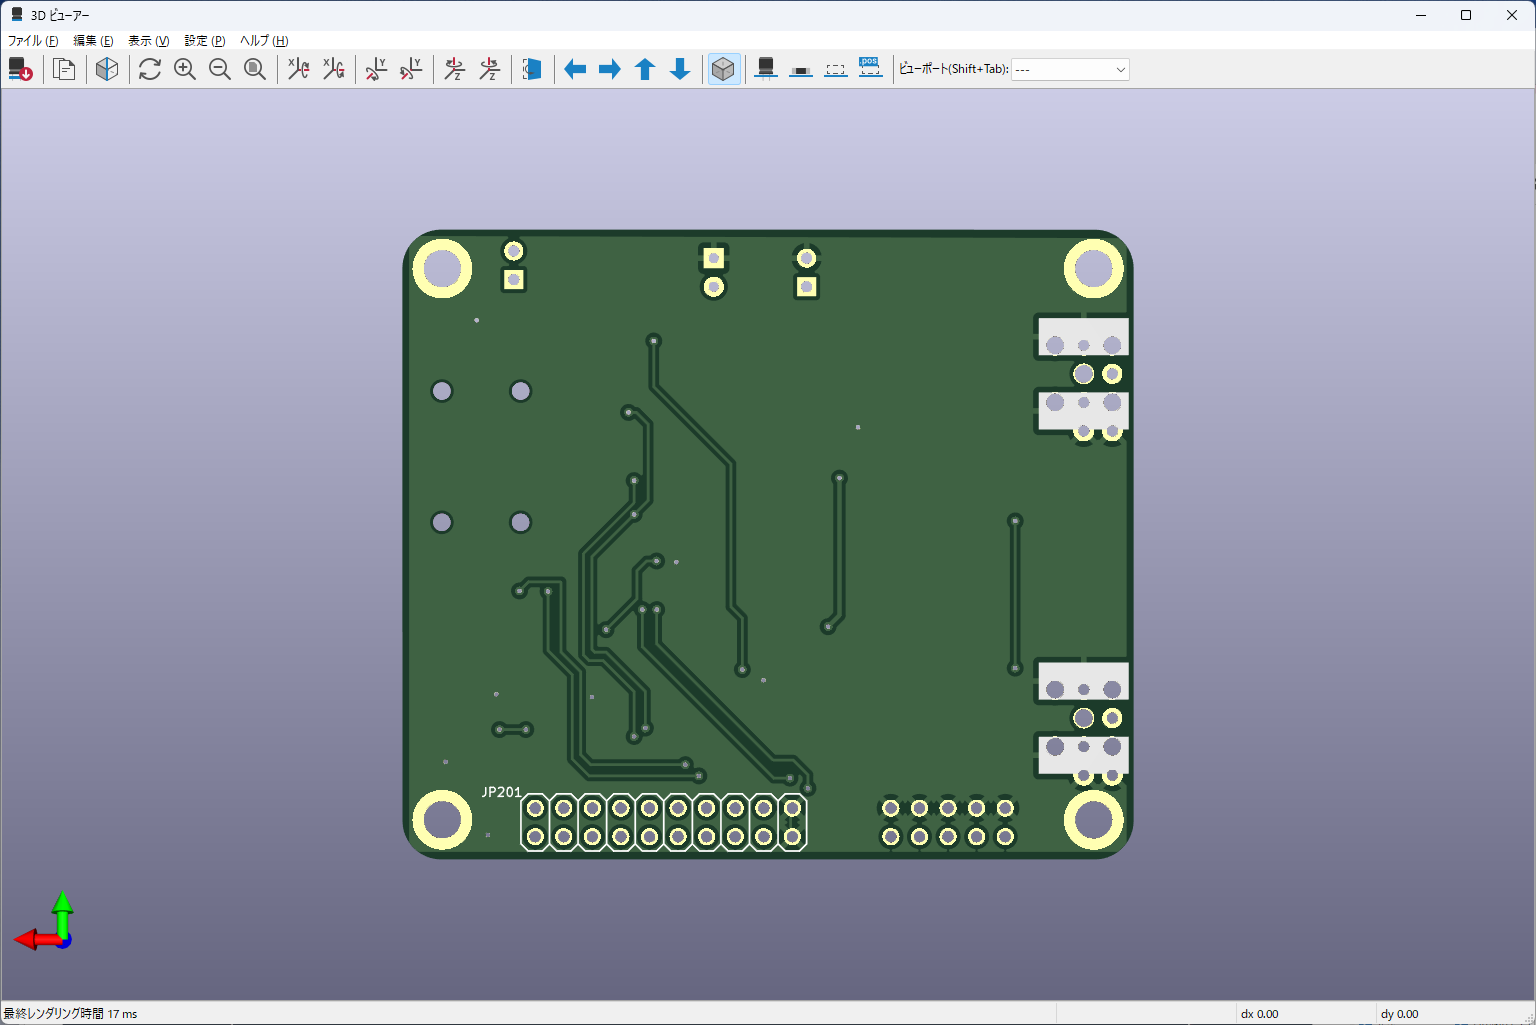 3D ビューアー
ファイル (F) 編集 (E) 表示 (V) 設定 (P) ヘルプ (H)
X X Y Y Z Z .pos ビューポート(Shift+Tab): ---
JP201
最終レンダリング時間 17 ms dx 0.00 dy 0.00